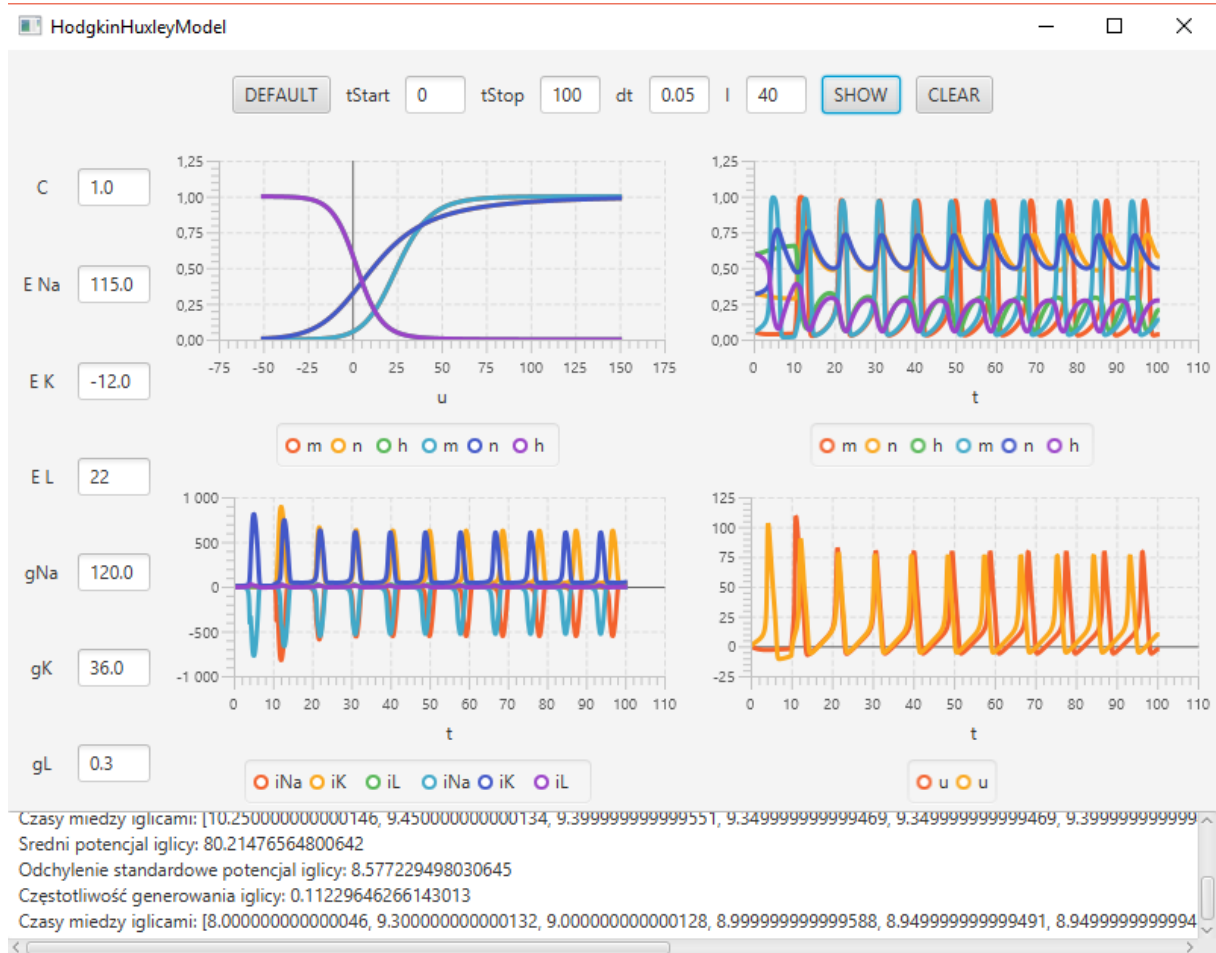 HodgkinHuxleyModel
DEFAULT tStart 0 tStop 100 dt 0.05 I 40 SHOW CLEAR
C 1.0
E Na 115.0
E K -12.0
E L 22
gNa 120.0
gK 36.0
gL 0.3
1,25
1,00
0,75
0,50
0,25
0,00
-75 -50 -25 0 25 50 75 100 125 150 175
u
m n h m n h
1,25
1,00
0,75
0,50
0,25
0,00
0 10 20 30 40 50 60 70 80 90 100 110
t
m n h m n h
1 000
500
0
-500
-1 000
0 10 20 30 40 50 60 70 80 90 100 110
t
iNa iK iL iNa iK iL
125
100
75
50
25
0
-25
0 10 20 30 40 50 60 70 80 90 100 110
t
u u
Czasy miedzy iglicami: [10.250000000000146, 9.450000000000134, 9.399999999999551, 9.349999999999469, 9.349999999999469, 9.399999999999
Sredni potencjal iglicy: 80.21476564800642
Odchylenie standardowe potencjal iglicy: 8.577229498030645
Częstotliwość generowania iglicy: 0.11229646266143013
Czasy miedzy iglicami: [8.000000000000046, 9.300000000000132, 9.000000000000128, 8.999999999999588, 8.949999999999491, 8.9499999999994